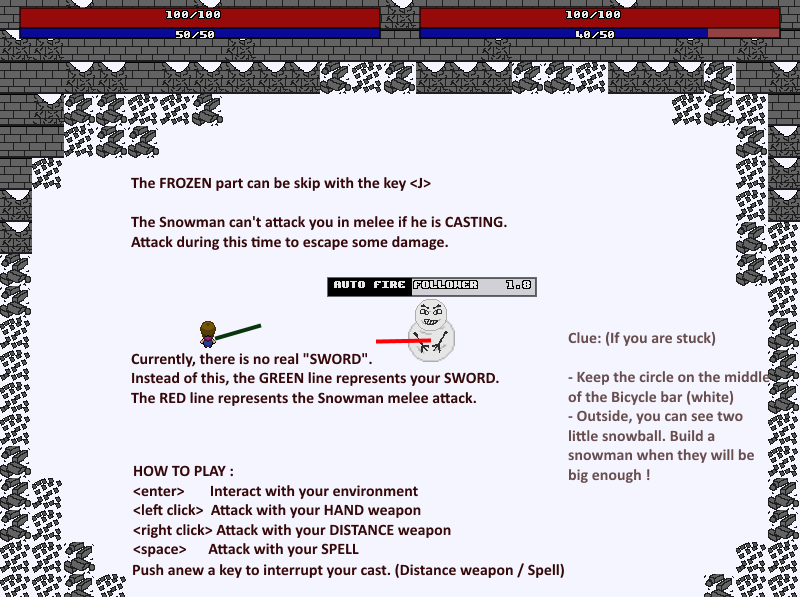 100/100 100/100
50/50 40/50
The FROZEN part can be skip with the key <J>
The Snowman can't attack you in melee if he is CASTING.
Attack during this time to escape some damage.
AUTO FIRE FOLLOWER 1.8
Currently, there is no real "SWORD".
Instead of this, the GREEN line represents your SWORD.
The RED line represents the Snowman melee attack.
Clue: (If you are stuck)
- Keep the circle on the middle
of the Bicycle bar (white)
- Outside, you can see two
little snowball. Build a
snowman when they will be
big enough !
HOW TO PLAY :
<enter> Interact with your environment
<left click> Attack with your HAND weapon
<right click> Attack with your DISTANCE weapon
<space> Attack with your SPELL
Push anew a key to interrupt your cast. (Distance weapon / Spell)